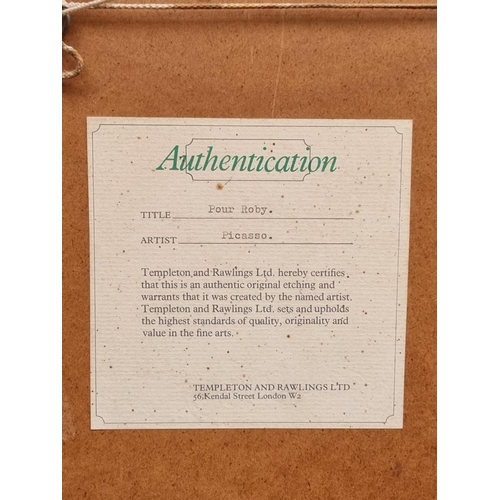 Authentication
TITLE Pour Roby.
ARTIST Picasso.
Templeton and Rawlings Ltd. hereby certifies
that this is an authentic original etching and
warrants that it was created by the named artist.
Templeton and Rawlings Ltd. sets and upholds
the highest standards of quality, originality and
value in the fine arts.
TEMPLETON AND RAWLINGS LTD
56, Kendal Street London W2